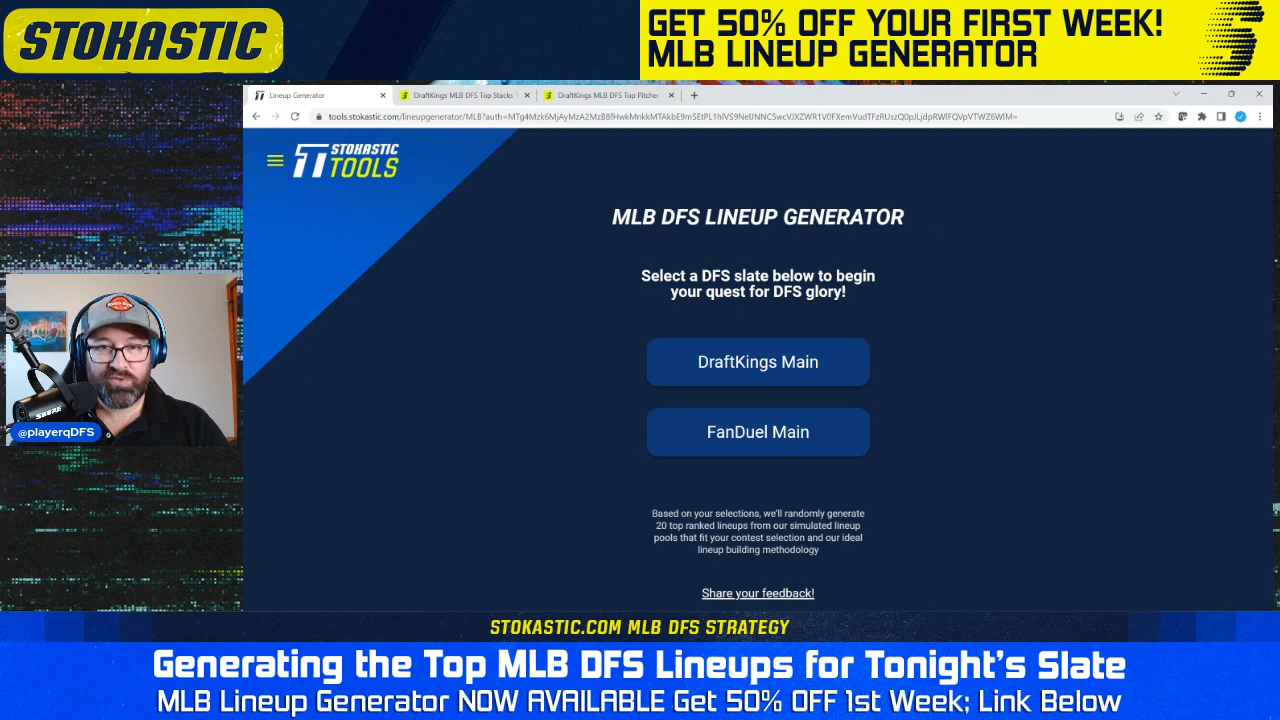 STOKASTIC
GET 50% OFF YOUR FIRST WEEK!
MLB LINEUP GENERATOR
Lineup Generator
DraftKings MLB DFS Top Stacks
DraftKings MLB DFS Top Pitcher
STOKASTIC
TOOLS
MLB DFS LINEUP GENERATOR
Select a DFS slate below to begin
your quest for DFS glory!
DraftKings Main
FanDuel Main
Based on your selections, we'll randomly generate
20 top ranked lineups from our simulated lineup
pools that fit your contest selection and our ideal
lineup building methodology
Share your feedback!
SHURE
@playerqDFS
STOKASTIC.COM MLB DFS STRATEGY
Generating the Top MLB DFS Lineups for Tonight's Slate
MLB Lineup Generator NOW AVAILABLE Get 50% OFF 1st Week; Link Below